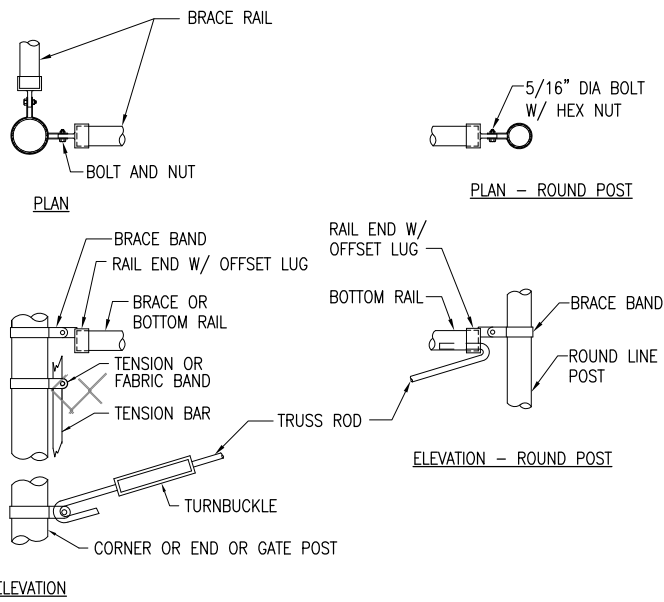 BRACE RAIL
BOLT AND NUT
PLAN
5/16" DIA BOLT
W/ HEX NUT
PLAN - ROUND POST
BRACE BAND
RAIL END W/ OFFSET LUG
BRACE OR
BOTTOM RAIL
TENSION OR
FABRIC BAND
TENSION BAR
TRUSS ROD
TURNBUCKLE
CORNER OR END OR GATE POST
ELEVATION
RAIL END W/
OFFSET LUG
BOTTOM RAIL
BRACE BAND
ROUND LINE
POST
ELEVATION - ROUND POST